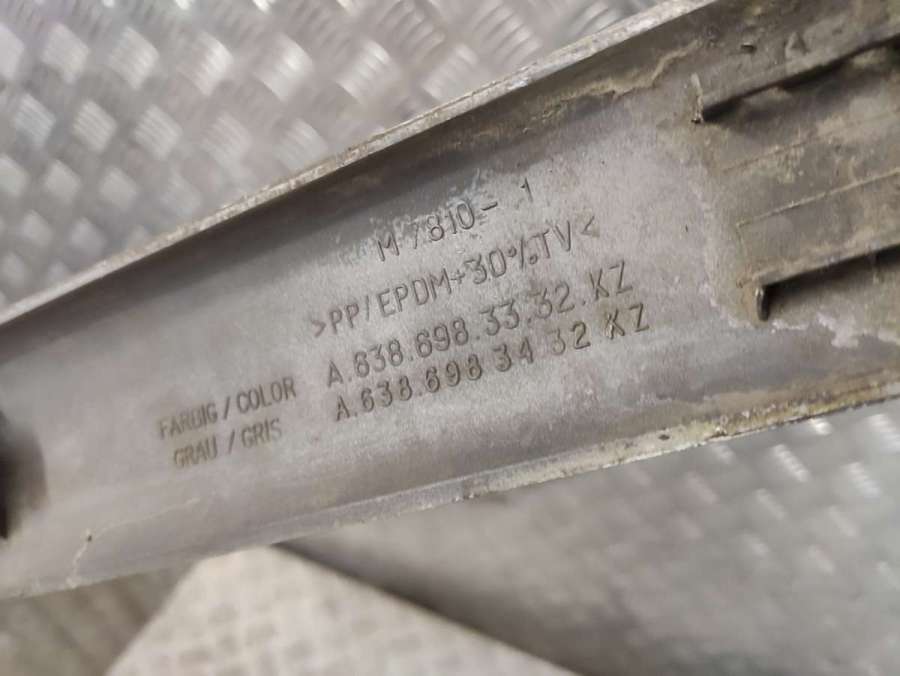 M 7810 - 1
>PP/EPDM+30%TV<
FARBIG / COLOR A.638.698.33.32.KZ
GRAU / GRIS A.638.698 34 32 KZ